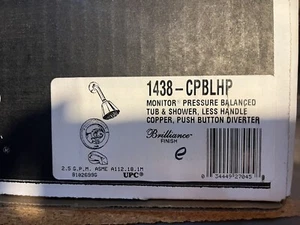 1438-CPBLHP
MONITOR® PRESSURE BALANCED
TUB & SHOWER, LESS HANDLE
COPPER, PUSH BUTTON DIVERTER
Brilliance®
FINISH
2.5 G.P.M. ASME A112.18.1M
UPC®